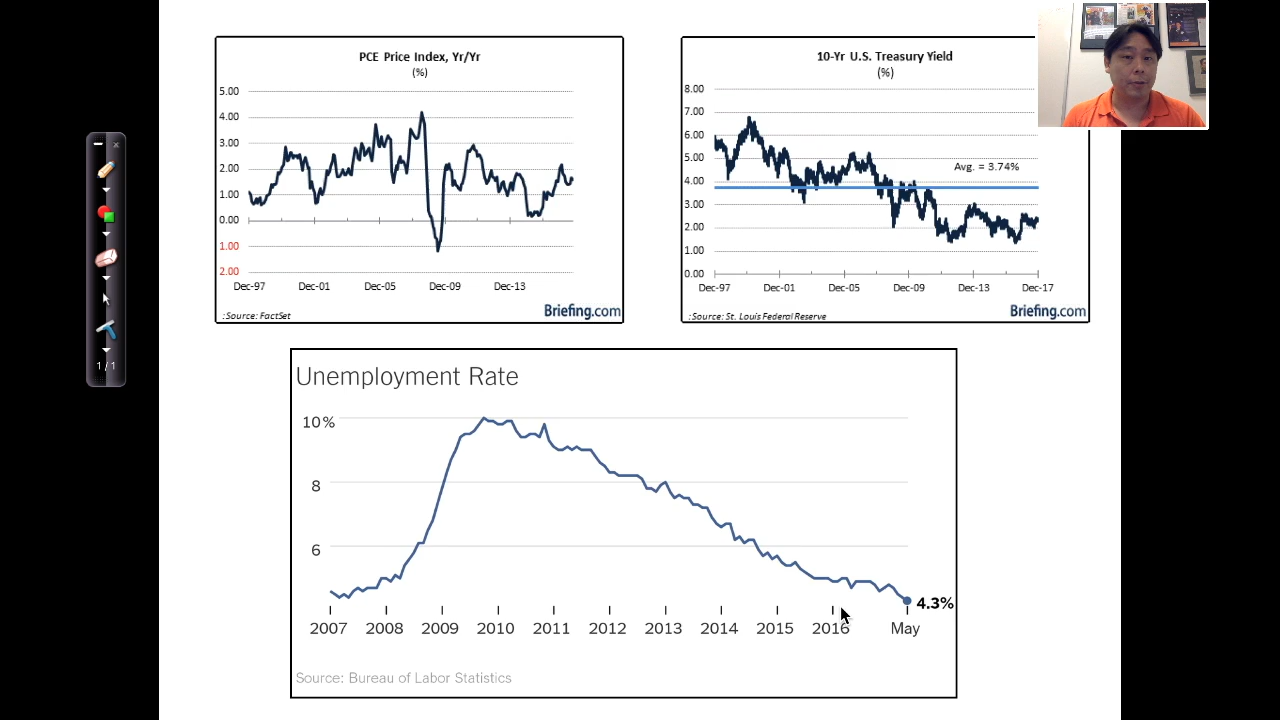 PCE Price Index, Yr/Yr
(%)
5.00
4.00
3.00
2.00
1.00
0.00
1.00
2.00
Dec-97 Dec-01 Dec-05 Dec-09 Dec-13
Briefing.com
:Source: FactSet
10-Yr U.S. Treasury Yield
(%)
8.00
7.00
6.00
5.00
4.00
3.00
2.00
1.00
0.00
Avg. = 3.74%
Dec-97 Dec-01 Dec-05 Dec-09 Dec-13 Dec-17
Briefing.com
:Source: St. Louis Federal Reserve
1/1
Unemployment Rate
10%
8
6
4.3%
2007 2008 2009 2010 2011 2012 2013 2014 2015 2016 May
Source: Bureau of Labor Statistics